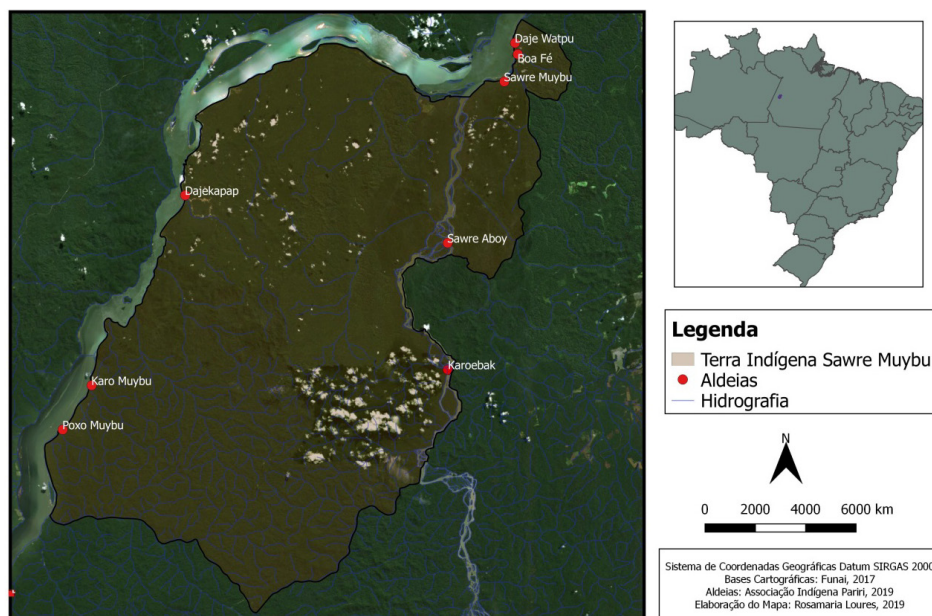 Daje Watpu
Boa Fé
Sawre Muybu
Dajekapap
Sawre Aboy
Karoebak
Karo Muybu
Poxo Muybu
Legenda
Terra Indígena Sawre Muybu
Aldeias
Hidrografia
N
0 2000 4000 6000 km
Sistema de Coordenadas Geográficas Datum SIRGAS 2000
Bases Cartográficas: Funai, 2017
Aldeias: Associação Indígena Pariri, 2019
Elaboração do Mapa: Rosamaria Loures, 2019